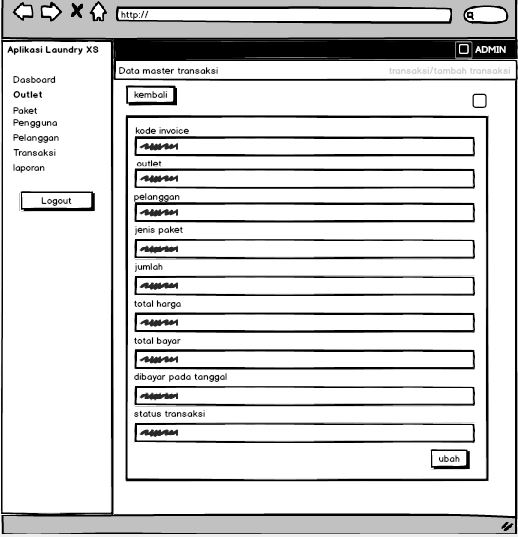 http://
Aplikasi Laundry XS
ADMIN
Data master transaksi
transaksi/tambah transaksi
Dasboard
Outlet
Paket
Pengguna
Pelanggan
Transaksi
laporan
Logout
kembali
kode invoice
outlet
pelanggan
jenis paket
jumlah
total harga
total bayar
dibayar pada tanggal
status transaksi
ubah